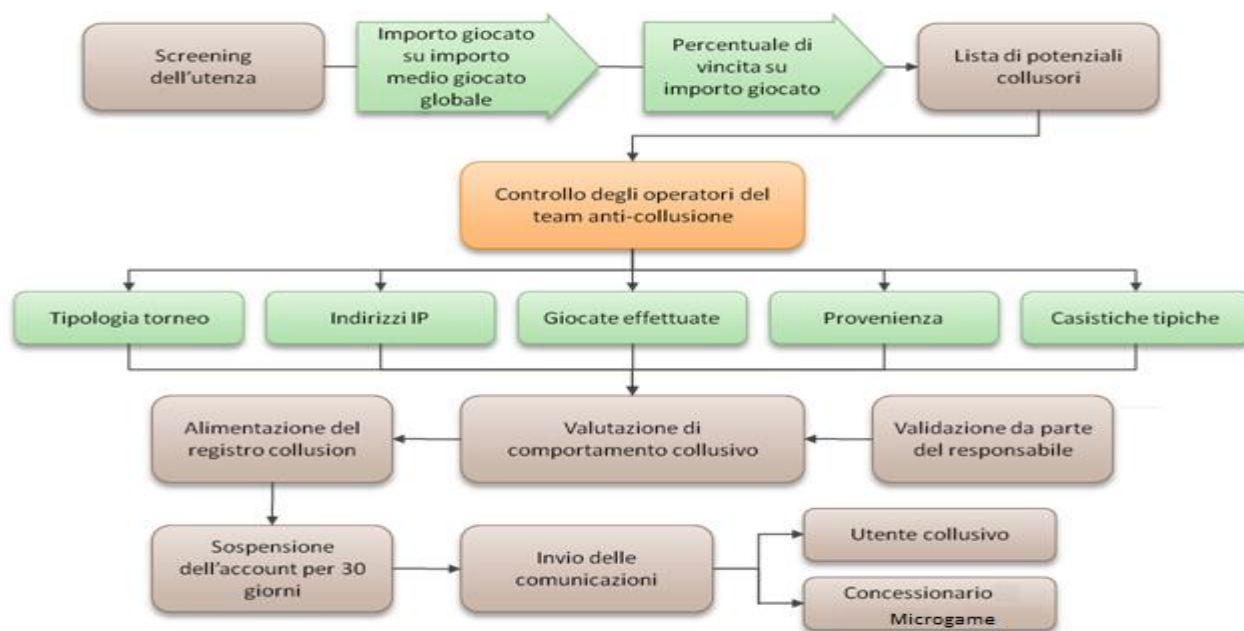 Screening
dell'utenza
Importo giocato
su importo
medio giocato
globale
Percentuale di
vincita su
importo giocato
Lista di potenziali
collusori
Controllo degli operatori del
team anti-collusione
Tipologia torneo
Indirizzi IP
Giocate effettuate
Provenienza
Casistiche tipiche
Alimentazione del
registro collusion
Valutazione di
comportamento collusivo
Validazione da parte
del responsabile
Sospensione
dell'account per 30
giorni
Invio delle
comunicazioni
Utente collusivo
Concessionario
Microgame